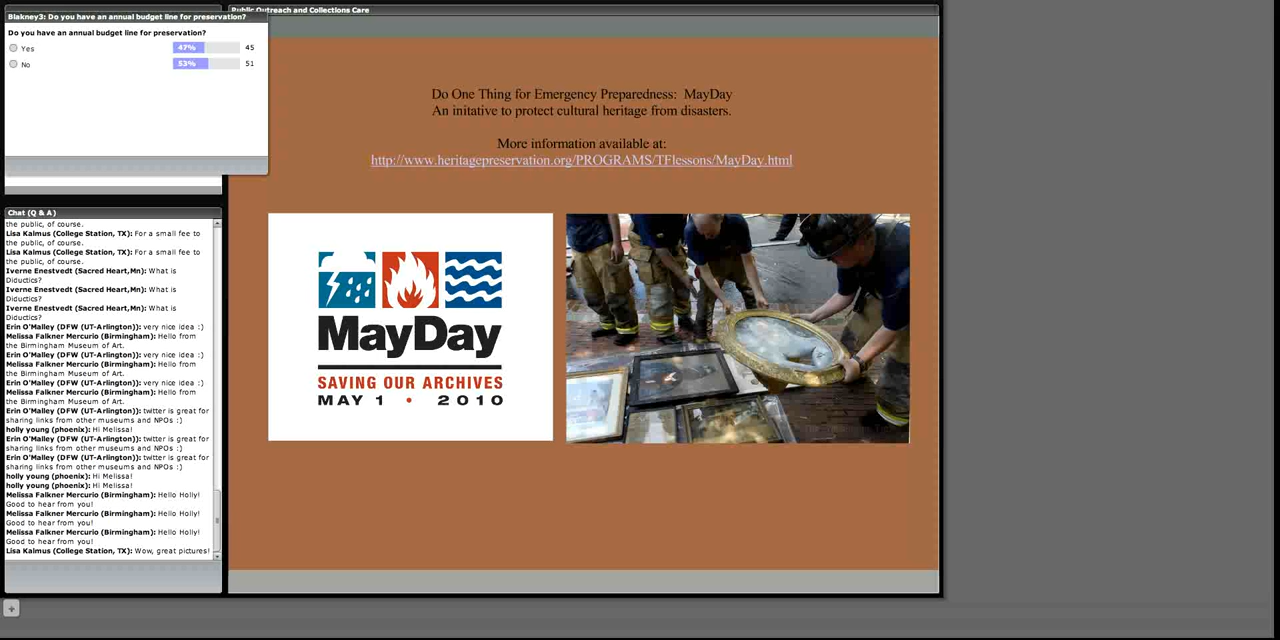 Public Outreach and Collections Care
Blakney3: Do you have an annual budget line for preservation?
Do you have an annual budget line for preservation?
Yes 47% 45
No 53% 51
Do One Thing for Emergency Preparedness: MayDay
An initative to protect cultural heritage from disasters.
More information available at:
http://www.heritagepreservation.org/PROGRAMS/TFlessons/MayDay.html
MayDay
SAVING OUR ARCHIVES
MAY 1 • 2010
Chat (Q & A)
the public, of course.
Lisa Kalmus (College Station, TX): For a small fee to
the public, of course.
Lisa Kalmus (College Station, TX): For a small fee to
the public, of course.
Iverne Enestvedt (Sacred Heart,Mn): What is
Diductics?
Iverne Enestvedt (Sacred Heart,Mn): What is
Diductics?
Iverne Enestvedt (Sacred Heart,Mn): What is
Diductics?
Erin O'Malley (DFW (UT-Arlington)): very nice idea :)
Melissa Falkner Mercurio (Birmingham): Hello from
the Birmingham Museum of Art.
Erin O'Malley (DFW (UT-Arlington)): very nice idea :)
Melissa Falkner Mercurio (Birmingham): Hello from
the Birmingham Museum of Art.
Erin O'Malley (DFW (UT-Arlington)): very nice idea :)
Melissa Falkner Mercurio (Birmingham): Hello from
the Birmingham Museum of Art.
Erin O'Malley (DFW (UT-Arlington)): twitter is great for
sharing links from other museums and NPOs :)
holly young (phoenix): Hi Melissa!
Erin O'Malley (DFW (UT-Arlington)): twitter is great for
sharing links from other museums and NPOs :)
Erin O'Malley (DFW (UT-Arlington)): twitter is great for
sharing links from other museums and NPOs :)
holly young (phoenix): Hi Melissa!
holly young (phoenix): Hi Melissa!
Melissa Falkner Mercurio (Birmingham): Hello Holly!
Good to hear from you!
Melissa Falkner Mercurio (Birmingham): Hello Holly!
Good to hear from you!
Melissa Falkner Mercurio (Birmingham): Hello Holly!
Good to hear from you!
Lisa Kalmus (College Station, TX): Wow, great pictures!